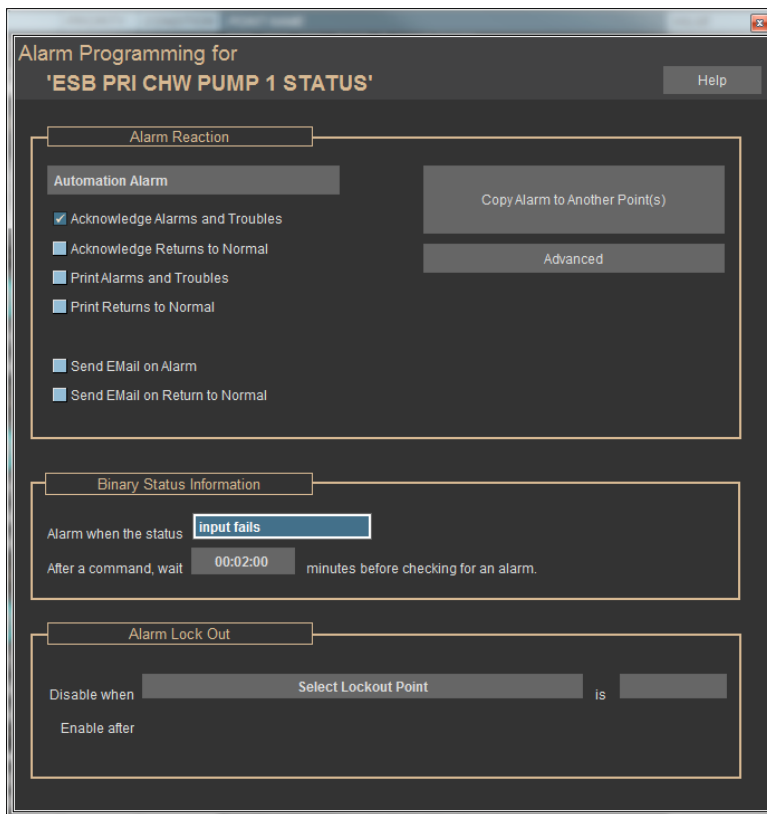 Alarm Programming for
'ESB PRI CHW PUMP 1 STATUS'
Help
Alarm Reaction
Automation Alarm
Copy Alarm to Another Point(s)
Acknowledge Alarms and Troubles
Acknowledge Returns to Normal
Advanced
Print Alarms and Troubles
Print Returns to Normal
Send EMail on Alarm
Send EMail on Return to Normal
Binary Status Information
Alarm when the status input fails
After a command, wait 00:02:00 minutes before checking for an alarm.
Alarm Lock Out
Disable when Select Lockout Point is
Enable after